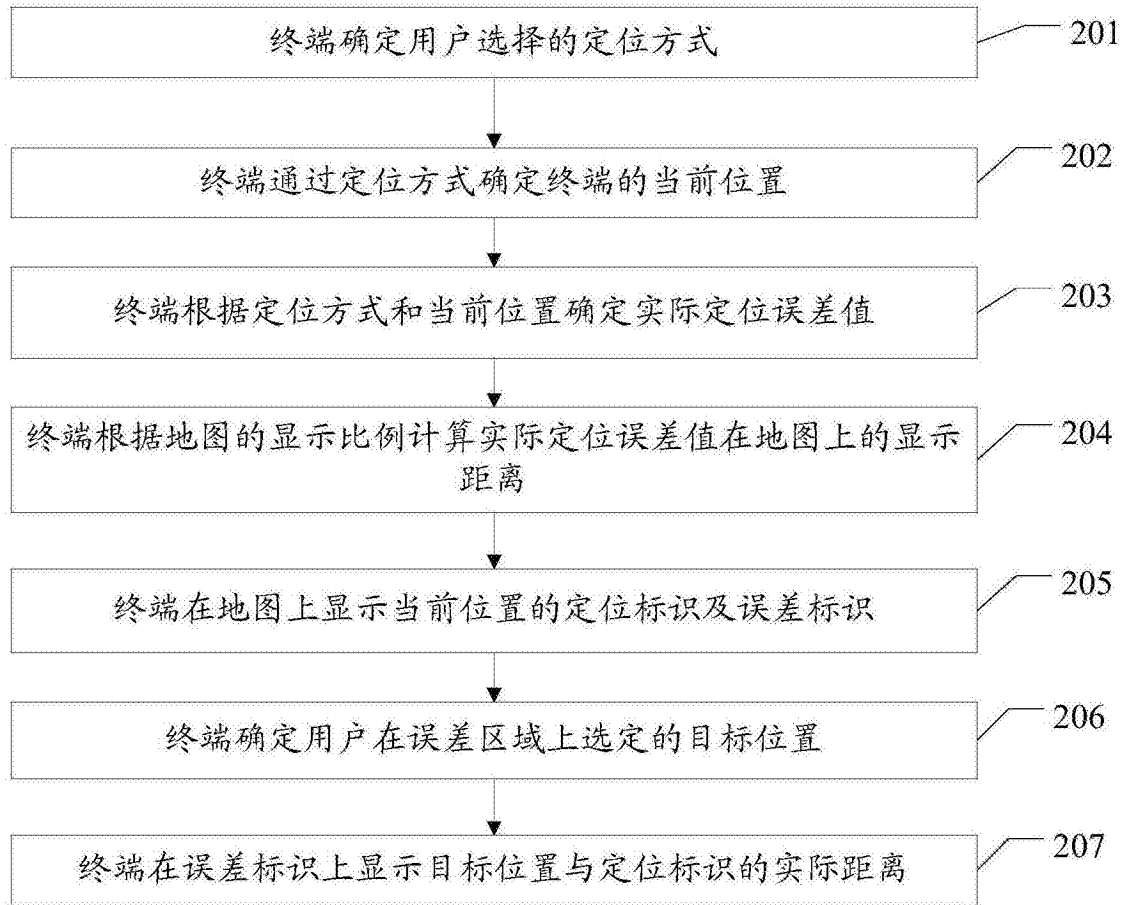 终端确定用户选择的定位方式
201
终端通过定位方式确定终端的当前位置
202
终端根据定位方式和当前位置确定实际定位误差值
203
终端根据地图的显示比例计算实际定位误差值在地图上的显示
距离
204
终端在地图上显示当前位置的定位标识及误差标识
205
终端确定用户在误差区域上选定的目标位置
206
终端在误差标识上显示目标位置与定位标识的实际距离
207